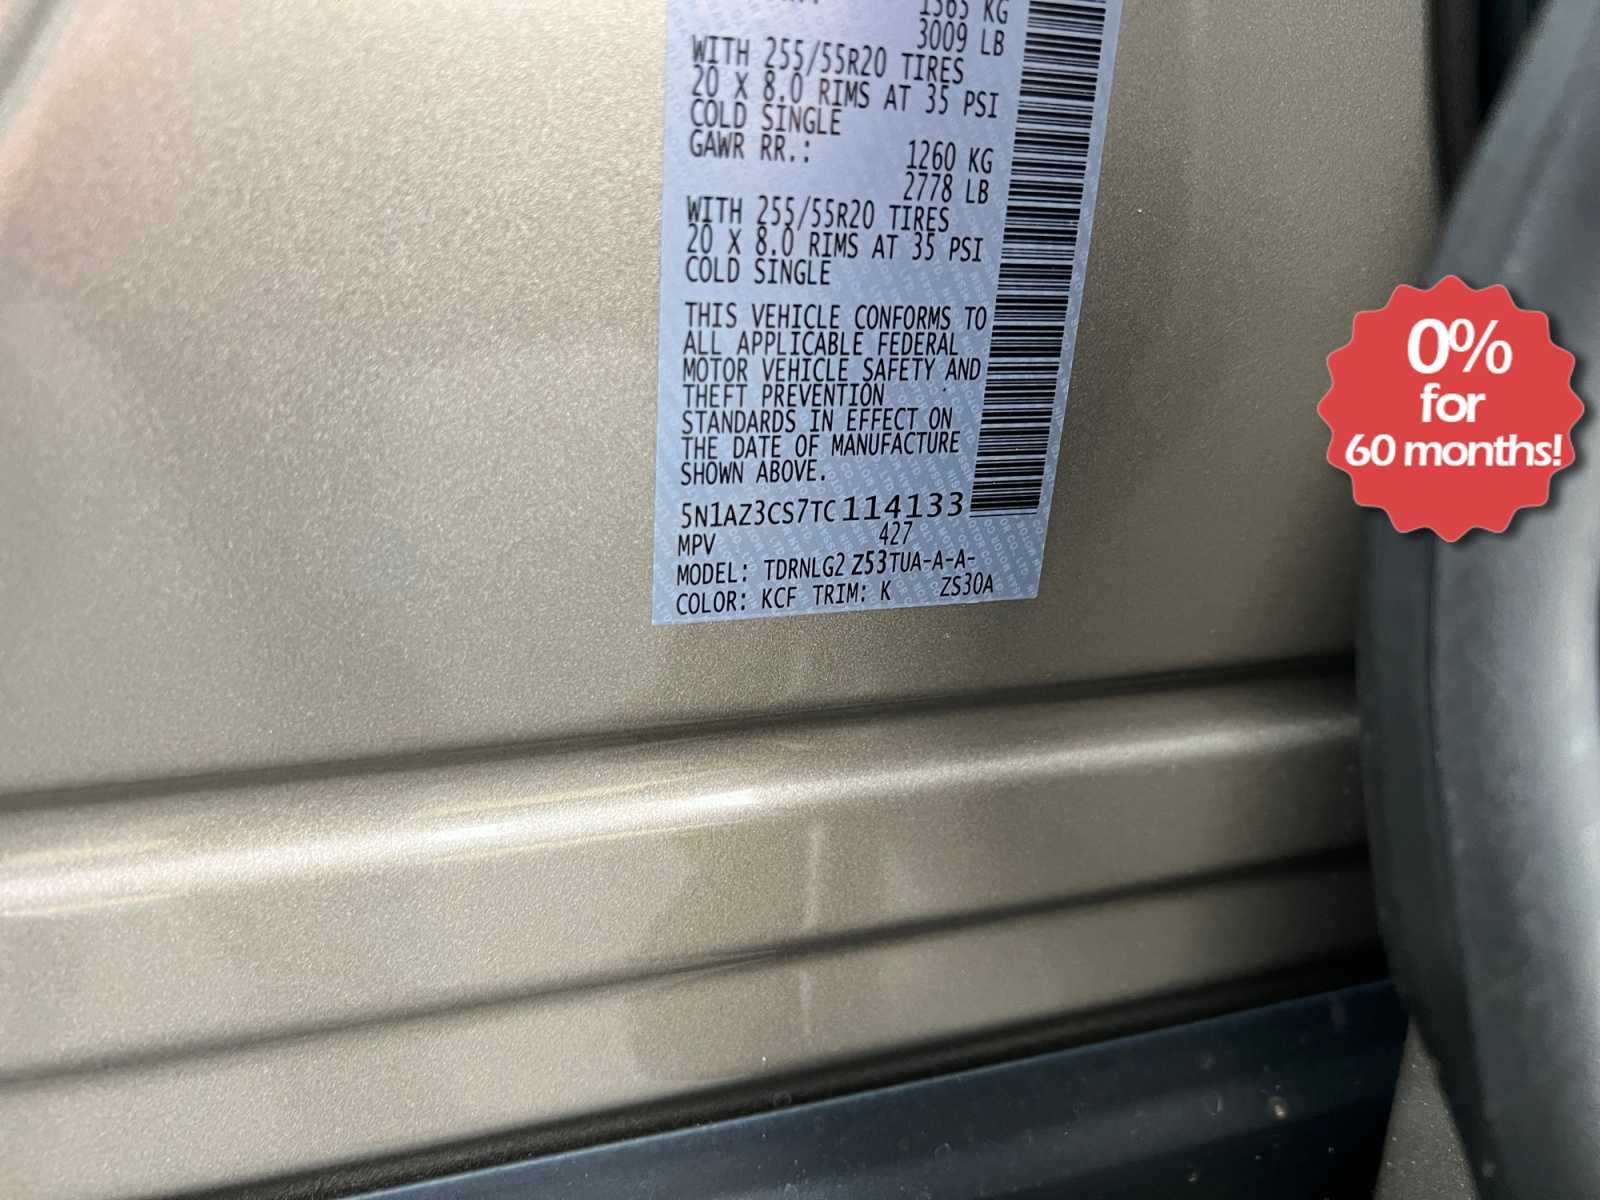 1365 KG
3009 LB
WITH 255/55R20 TIRES
20 X 8.0 RIMS AT 35 PSI
COLD SINGLE
GAWR RR.: 1260 KG
2778 LB
WITH 255/55R20 TIRES
20 X 8.0 RIMS AT 35 PSI
COLD SINGLE
THIS VEHICLE CONFORMS TO
ALL APPLICABLE FEDERAL
MOTOR VEHICLE SAFETY AND
THEFT PREVENTION
STANDARDS IN EFFECT ON
THE DATE OF MANUFACTURE
SHOWN ABOVE.
5N1AZ3CS7TC114133
MPV 427
MODEL: TDRNLG2 Z53TUA-A-A-
COLOR: KCF TRIM: K ZS30A
0%
for
60 months!